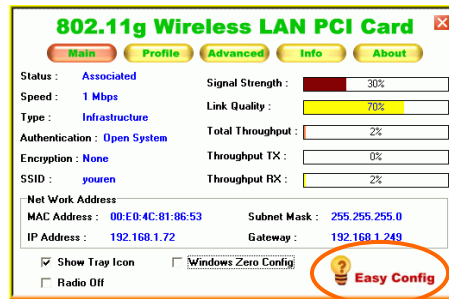 802.11g Wireless LAN PCI Card
Main Profile Advanced Info About
Status : Associated
Speed : 1 Mbps
Type : Infrastructure
Authentication : Open System
Encryption : None
SSID : youren
Signal Strength : 30%
Link Quality : 70%
Total Throughput : 2%
Throughput TX : 0%
Throughput RX : 2%
Net Work Address
MAC Address : 00:E0:4C:81:86:53 Subnet Mask : 255.255.255.0
IP Address : 192.168.1.72 Gateway : 192.168.1.249
Show Tray Icon Windows Zero Config
Radio Off
Easy Config